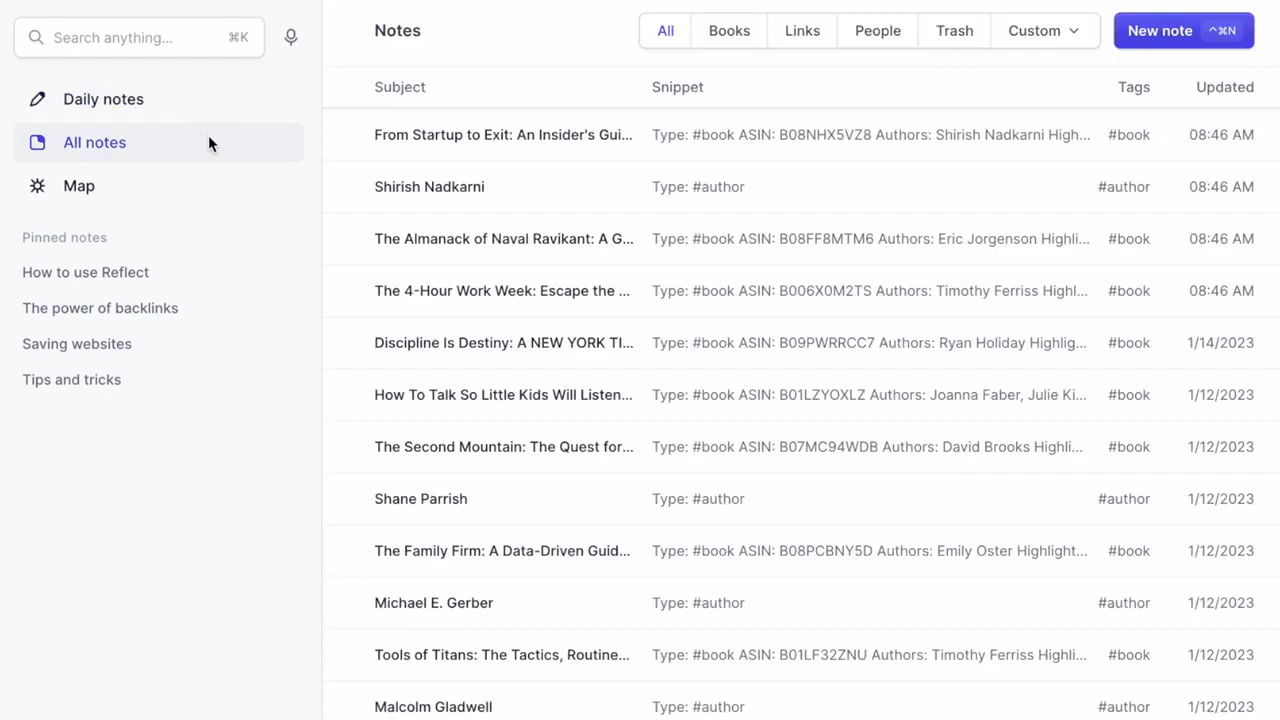 Search anything... ⌘K
Daily notes
All notes
Map
Pinned notes
How to use Reflect
The power of backlinks
Saving websites
Tips and tricks
Notes All Books Links People Trash Custom New note ^⌘N
Subject Snippet Tags Updated
From Startup to Exit: An Insider's Gui... Type: #book ASIN: B08NHX5VZ8 Authors: Shirish Nadkarni High... #book 08:46 AM
Shirish Nadkarni Type: #author #author 08:46 AM
The Almanack of Naval Ravikant: A G... Type: #book ASIN: B08FF8MTM6 Authors: Eric Jorgenson Highli... #book 08:46 AM
The 4-Hour Work Week: Escape the ... Type: #book ASIN: B006X0M2TS Authors: Timothy Ferriss Highl... #book 08:46 AM
Discipline Is Destiny: A NEW YORK TI... Type: #book ASIN: B09PWRRCC7 Authors: Ryan Holiday Highlig... #book 1/14/2023
How To Talk So Little Kids Will Listen... Type: #book ASIN: B01LZYOXLZ Authors: Joanna Faber, Julie Ki... #book 1/12/2023
The Second Mountain: The Quest for... Type: #book ASIN: B07MC94WDB Authors: David Brooks Highli... #book 1/12/2023
Shane Parrish Type: #author #author 1/12/2023
The Family Firm: A Data-Driven Guid... Type: #book ASIN: B08PCBNY5D Authors: Emily Oster Highlight... #book 1/12/2023
Michael E. Gerber Type: #author #author 1/12/2023
Tools of Titans: The Tactics, Routine... Type: #book ASIN: B01LF32ZNU Authors: Timothy Ferriss Highli... #book 1/12/2023
Malcolm Gladwell Type: #author #author 1/12/2023